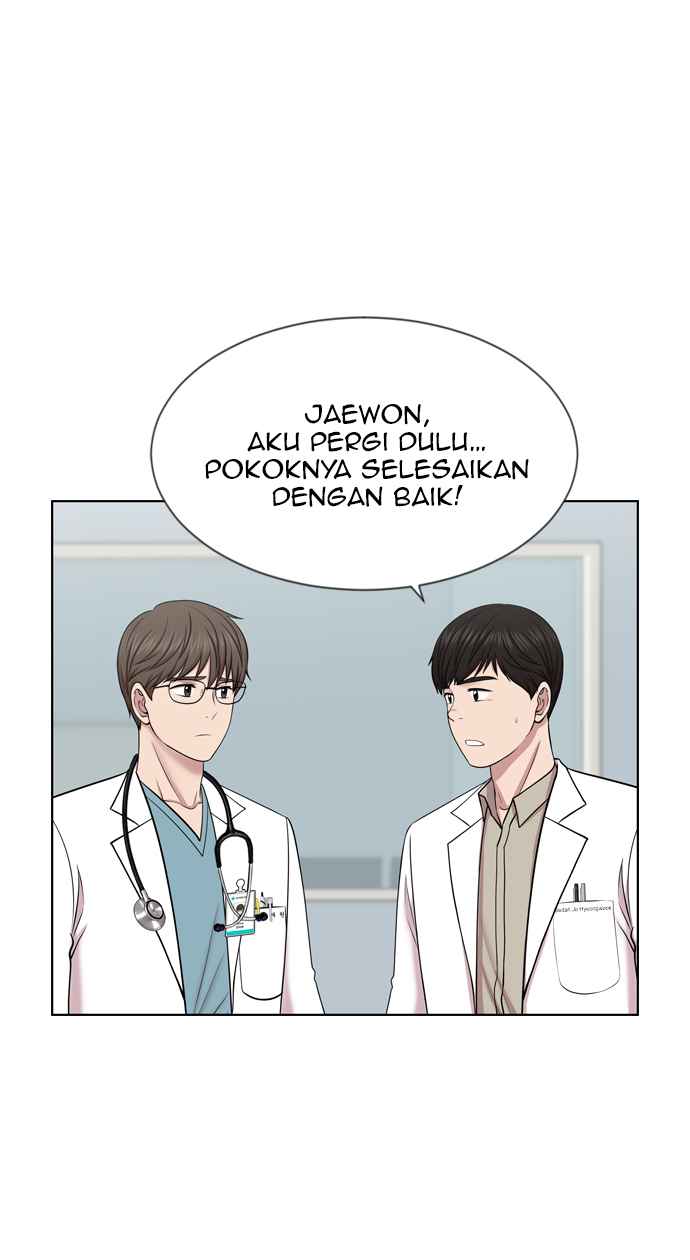 JAEWON,
AKU PERGI DULU...
POKOKNYA SELESAIKAN
DENGAN BAIK!